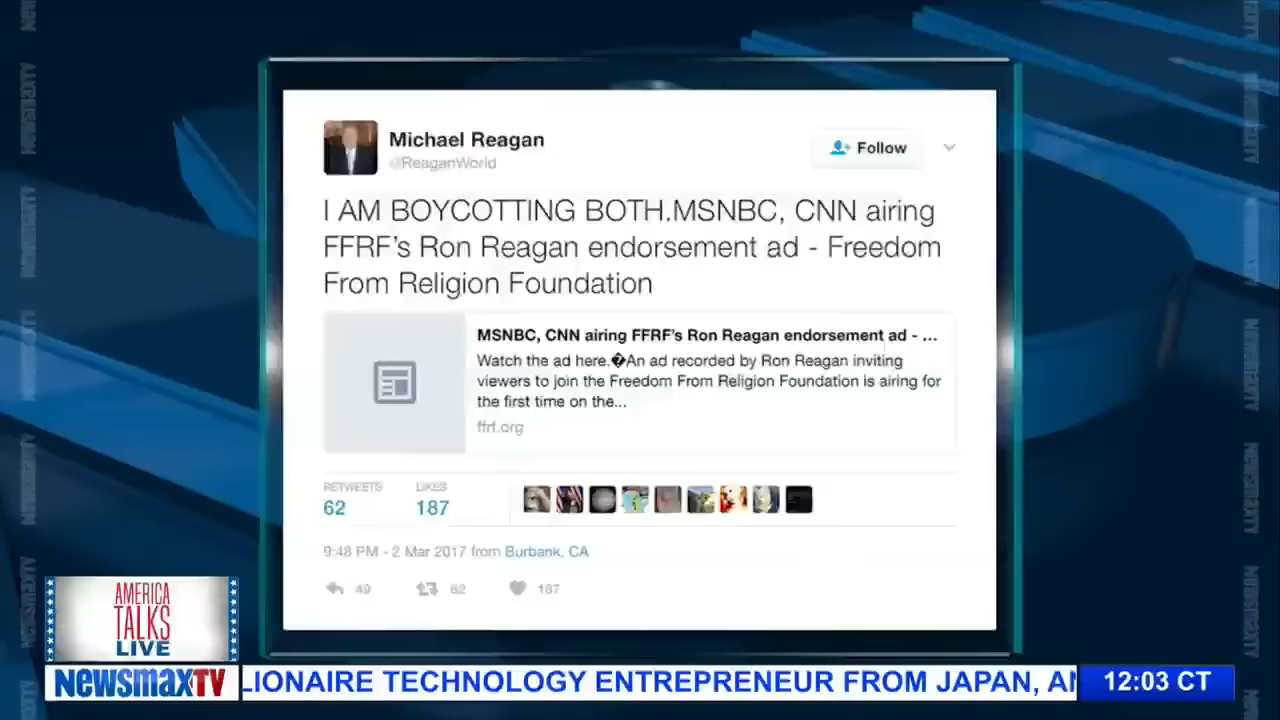 Michael Reagan
@ReaganWorld
Follow
I AM BOYCOTTING BOTH.MSNBC, CNN airing
FFRF's Ron Reagan endorsement ad - Freedom
From Religion Foundation
MSNBC, CNN airing FFRF's Ron Reagan endorsement ad - ...
Watch the ad here.�An ad recorded by Ron Reagan inviting
viewers to join the Freedom From Religion Foundation is airing for
the first time on the...
ffrf.org
RETWEETS LIKES
62 187
9:48 PM - 2 Mar 2017 from Burbank, CA
49 62 187
AMERICA
TALKS
LIVE
NEWSMAXTV
LIONAIRE TECHNOLOGY ENTREPRENEUR FROM JAPAN, AN
12:03 CT